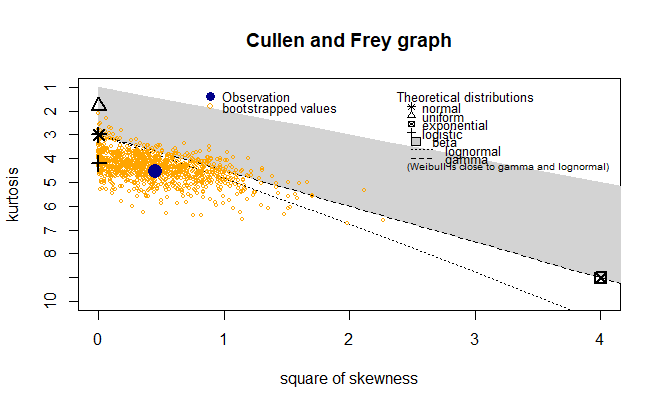 Cullen and Frey graph
Observation
bootstrapped values
Theoretical distributions
normal
uniform
exponential
logistic
beta
lognormal
gamma
(Weibull is close to gamma and lognormal)
kurtosis
1
2
3
4
5
6
7
8
10
0
1
2
3
4
square of skewness